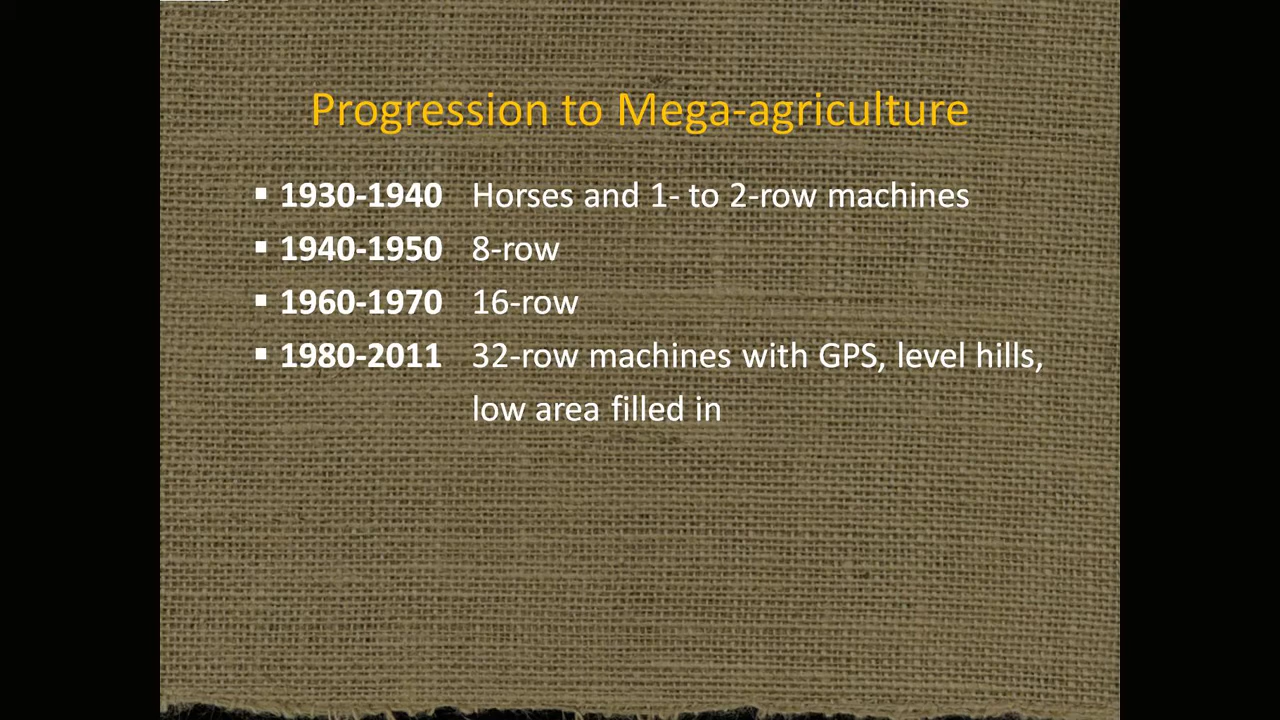 Progression to Mega-agriculture
▪ 1930-1940 Horses and 1- to 2-row machines
▪ 1940-1950 8-row
▪ 1960-1970 16-row
▪ 1980-2011 32-row machines with GPS, level hills,
low area filled in